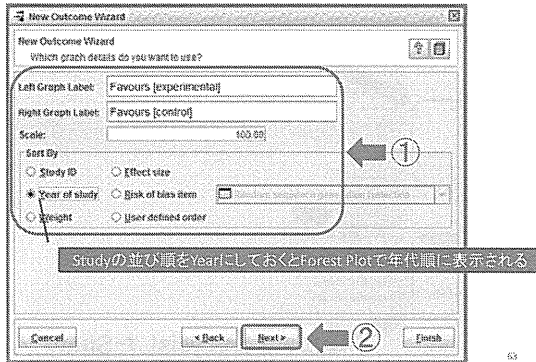 New Outcome Wizard
New Outcome Wizard
Which graph details do you want to use?
Left Graph Label: Favours [experimental]
Right Graph Label: Favours [control]
Scale: 100.00
Sort By
Study ID Effect size
Year of study Risk of bias item
Weight User defined order
①
Studyの並び順をYearにしておくとForest Plotで年代順に表示される
Cancel < Back Next > ② Finish
63